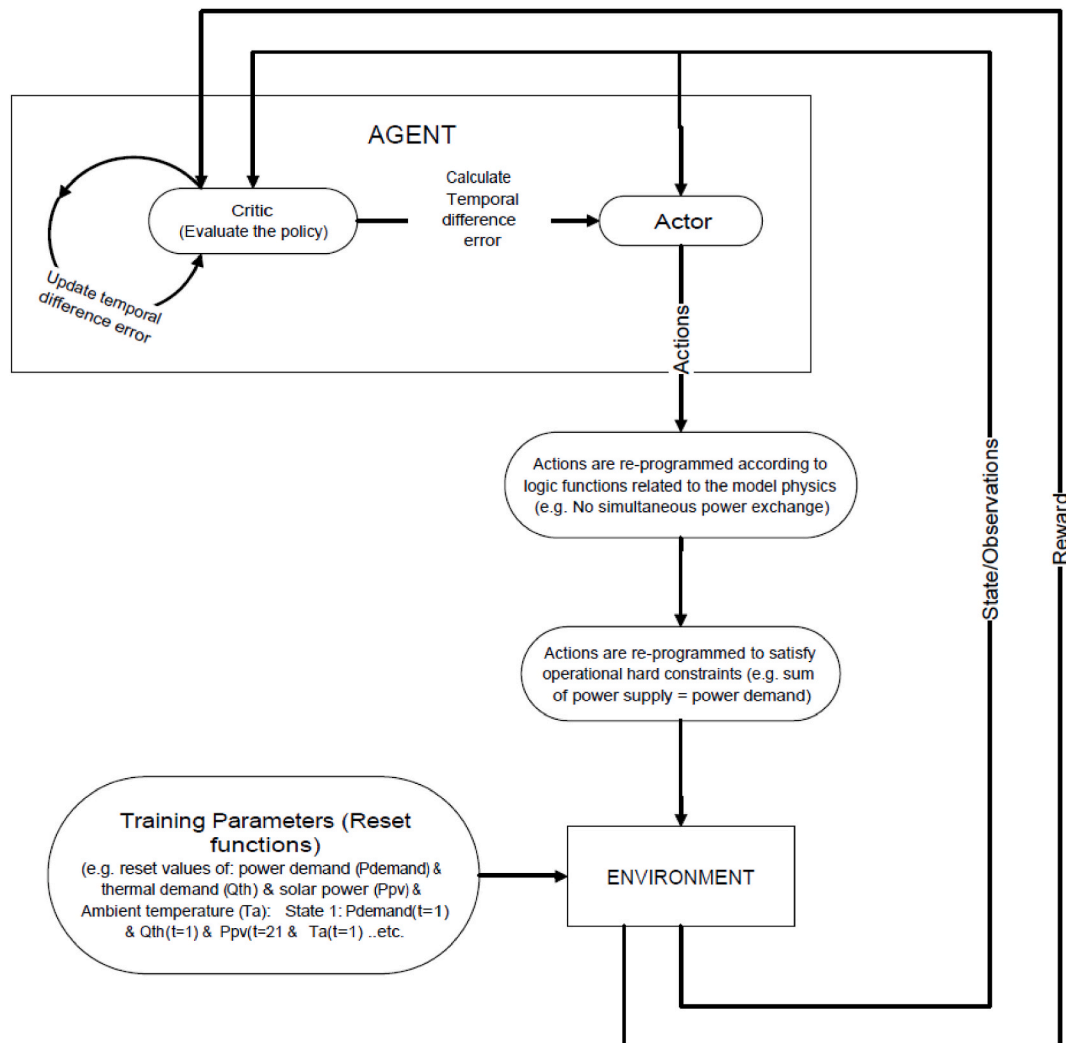 AGENT
Calculate
Temporal
difference
error
Critic
(Evaluate the policy)
Actor
Update temporal
difference error
Actions
Actions are re-programmed according to
logic functions related to the model physics
(e.g. No simultaneous power exchange)
State/Observations
Reward
Actions are re-programmed to satisfy
operational hard constraints (e.g. sum
of power supply = power demand)
Training Parameters (Reset
functions)
(e.g. reset values of: power demand (Pdemand) &
thermal demand (Qth) & solar power (Ppv) &
Ambient temperature (Ta): State 1: Pdemand(t=1)
& Qth(t=1) & Ppv(t=21 & Ta(t=1) ..etc.
ENVIRONMENT